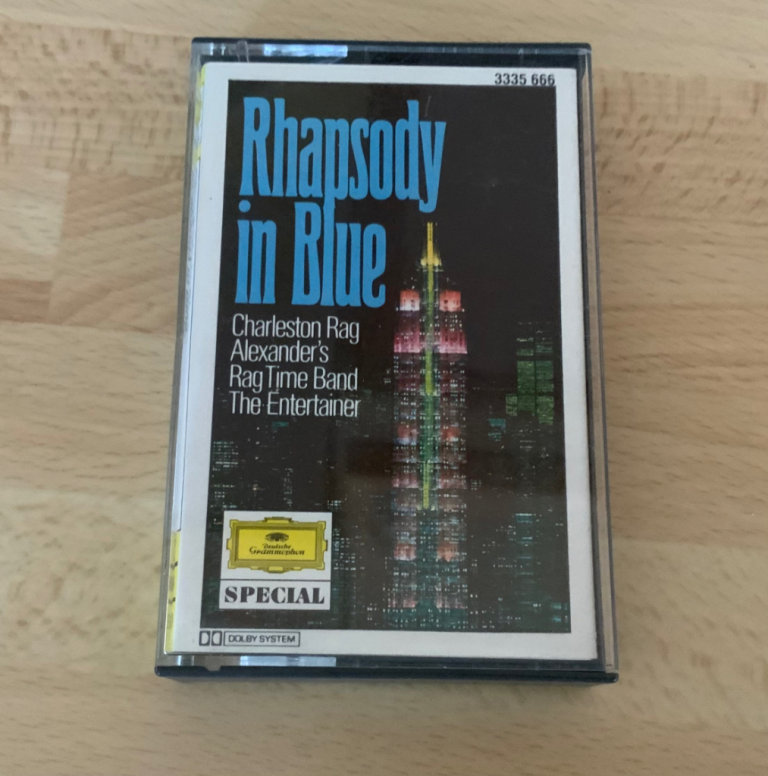 3335 666
Rhapsody
in Blue
Charleston Rag
Alexander's
Rag Time Band
The Entertainer
Deutsche
Grammophon
SPECIAL
DOLBY SYSTEM